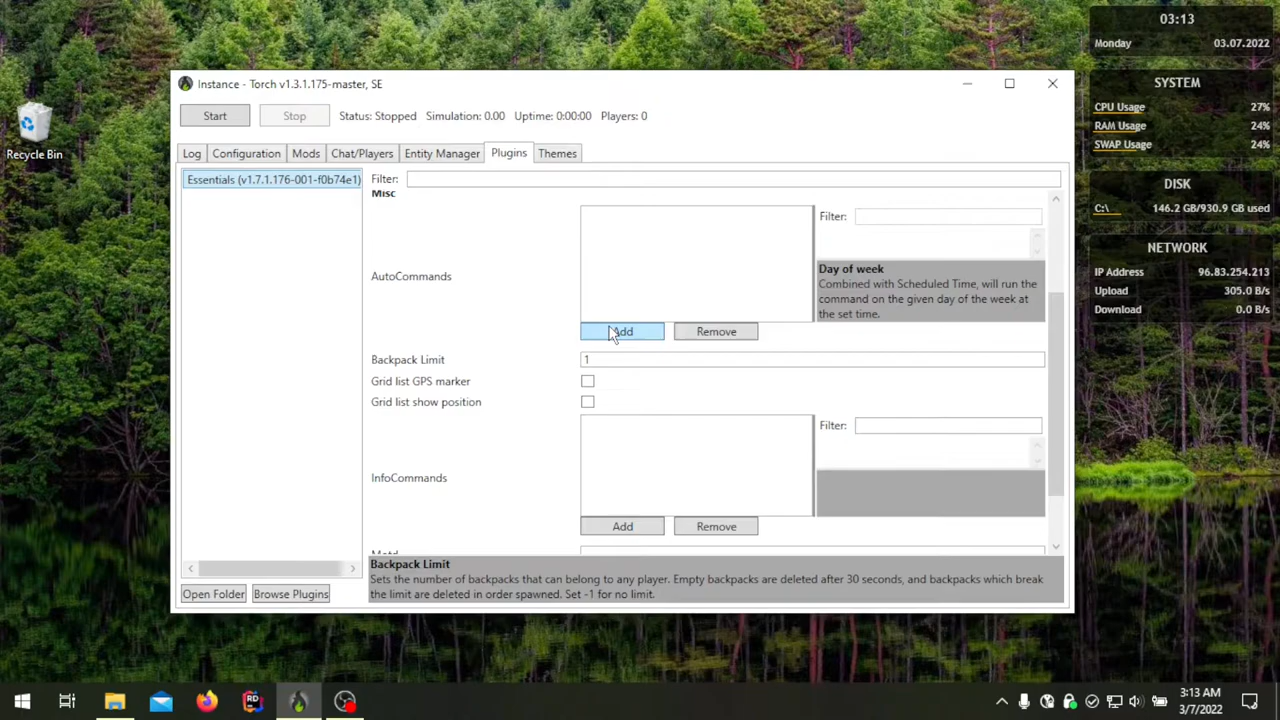 03:13
Monday 03.07.2022
SYSTEM
CPU Usage 27%
RAM Usage 24%
SWAP Usage 24%
DISK
C:\ 146.2 GB/930.9 GB used
NETWORK
IP Address 96.83.254.213
Upload 305.0 B/s
Download 0.0 B/s
Recycle Bin
Instance - Torch v1.3.1.175-master, SE
Start Stop Status: Stopped Simulation: 0.00 Uptime: 0:00:00 Players: 0
Log Configuration Mods Chat/Players Entity Manager Plugins Themes
Essentials (v1.7.1.176-001-f0b74e1)
Filter:
Misc
Filter:
AutoCommands
Day of week
Combined with Scheduled Time, will run the
command on the given day of the week at
the set time.
Add Remove
Backpack Limit 1
Grid list GPS marker
Grid list show position
Filter:
InfoCommands
Add Remove
Motd
Backpack Limit
Sets the number of backpacks that can belong to any player. Empty backpacks are deleted after 30 seconds, and backpacks which break
the limit are deleted in order spawned. Set -1 for no limit.
Open Folder Browse Plugins
RD
3:13 AM
3/7/2022